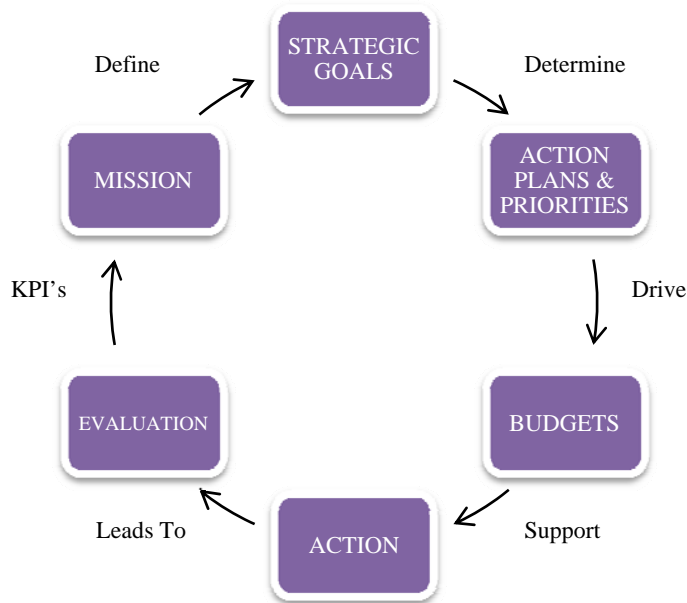 STRATEGIC
GOALS
Define
Determine
MISSION
ACTION
PLANS &
PRIORITIES
KPI’s
Drive
EVALUATION
BUDGETS
Leads To
Support
ACTION